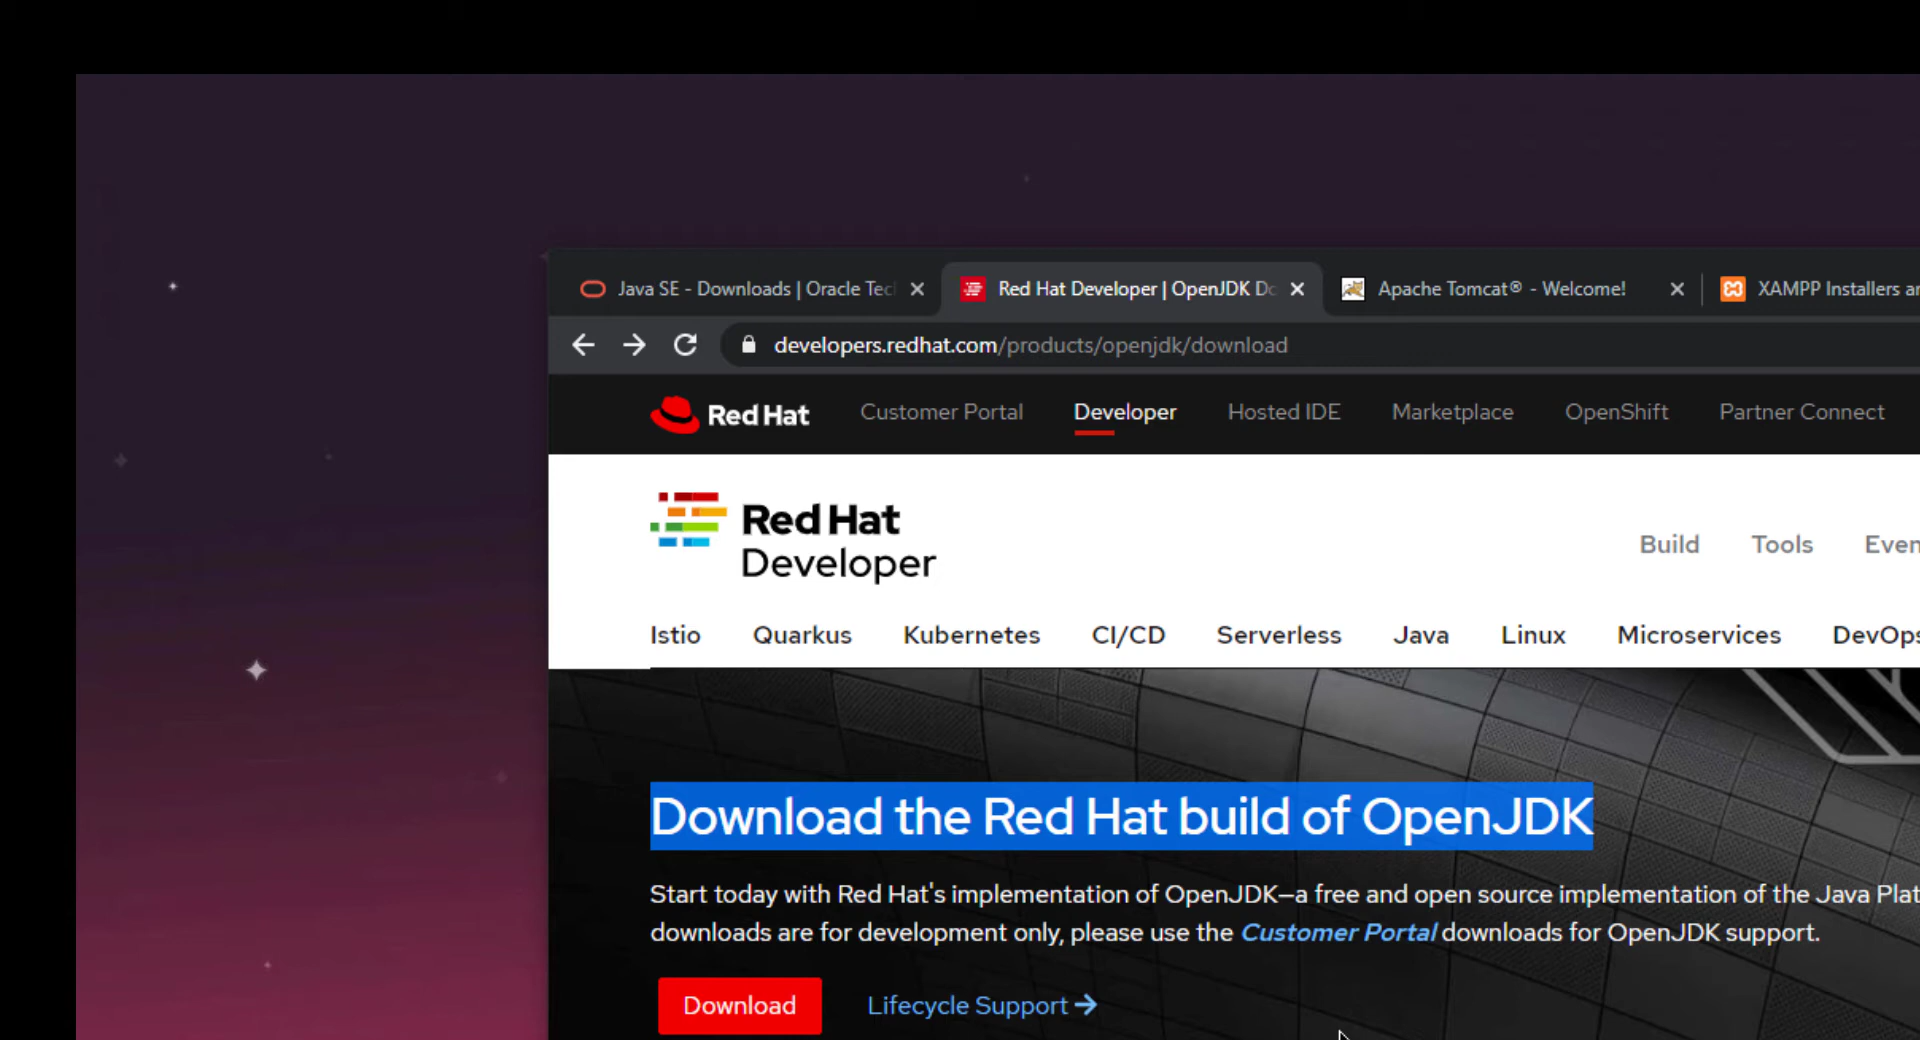 Java SE - Downloads | Oracle Tec
Red Hat Developer | OpenJDK Do
Apache Tomcat® - Welcome!
XAMPP Installers a
developers.redhat.com/products/openjdk/download
Red Hat
Customer Portal
Developer
Hosted IDE
Marketplace
OpenShift
Partner Connect
Red Hat
Developer
Build
Tools
Even
Istio
Quarkus
Kubernetes
CI/CD
Serverless
Java
Linux
Microservices
DevOps
Download the Red Hat build of OpenJDK
Start today with Red Hat's implementation of OpenJDK—a free and open source implementation of the Java Plat
downloads are for development only, please use the Customer Portal downloads for OpenJDK support.
Download
Lifecycle Support